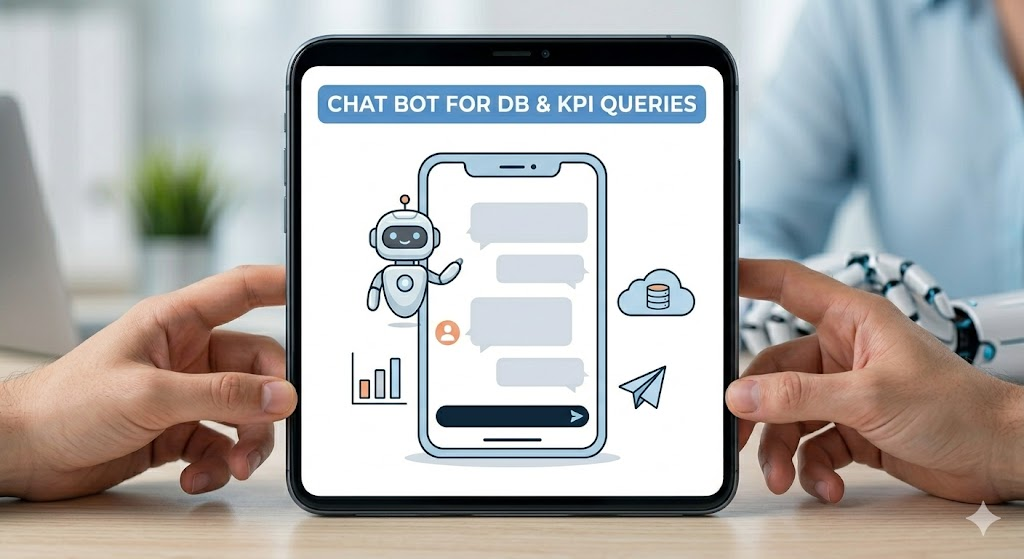 CHAT BOT FOR DB & KPI QUERIES